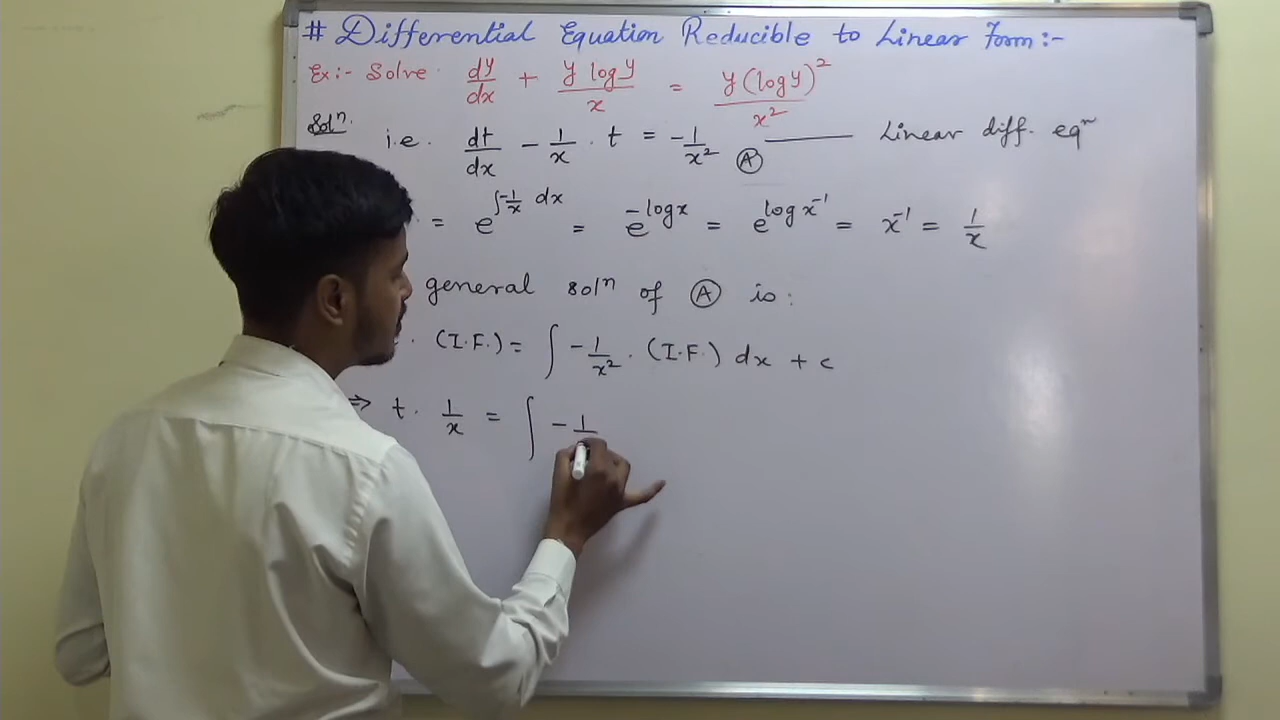 # Differential Equation Reducible to Linear Form :-
Ex:- Solve dy/dx + y log y/x = y(log y)²/x²
Solⁿ. i.e. dt/dx - 1/x . t = -1/x² Ⓐ ——— Linear diff. eqⁿ
= e^{∫-1/x dx} = e^{-log x} = e^{log x⁻¹} = x⁻¹ = 1/x
general solⁿ of Ⓐ is:
. (I.F.) = ∫ -1/x² . (I.F.) dx + c
⇒ t. 1/x = ∫ -1